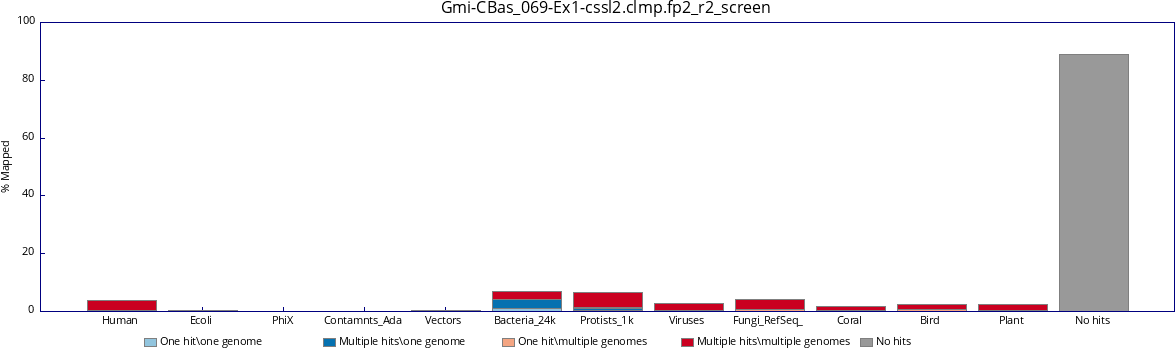 Gmi-CBas_069-Ex1-cssl2.clmp.fp2_r2_screen
100
80
60
40
20
0
% Mapped
Human Ecoli PhiX Contamnts_Ada Vectors Bacteria_24k Protists_1k Viruses Fungi_RefSeq_ Coral Bird Plant No hits
One hit\one genome Multiple hits\one genome One hit\multiple genomes Multiple hits\multiple genomes No hits